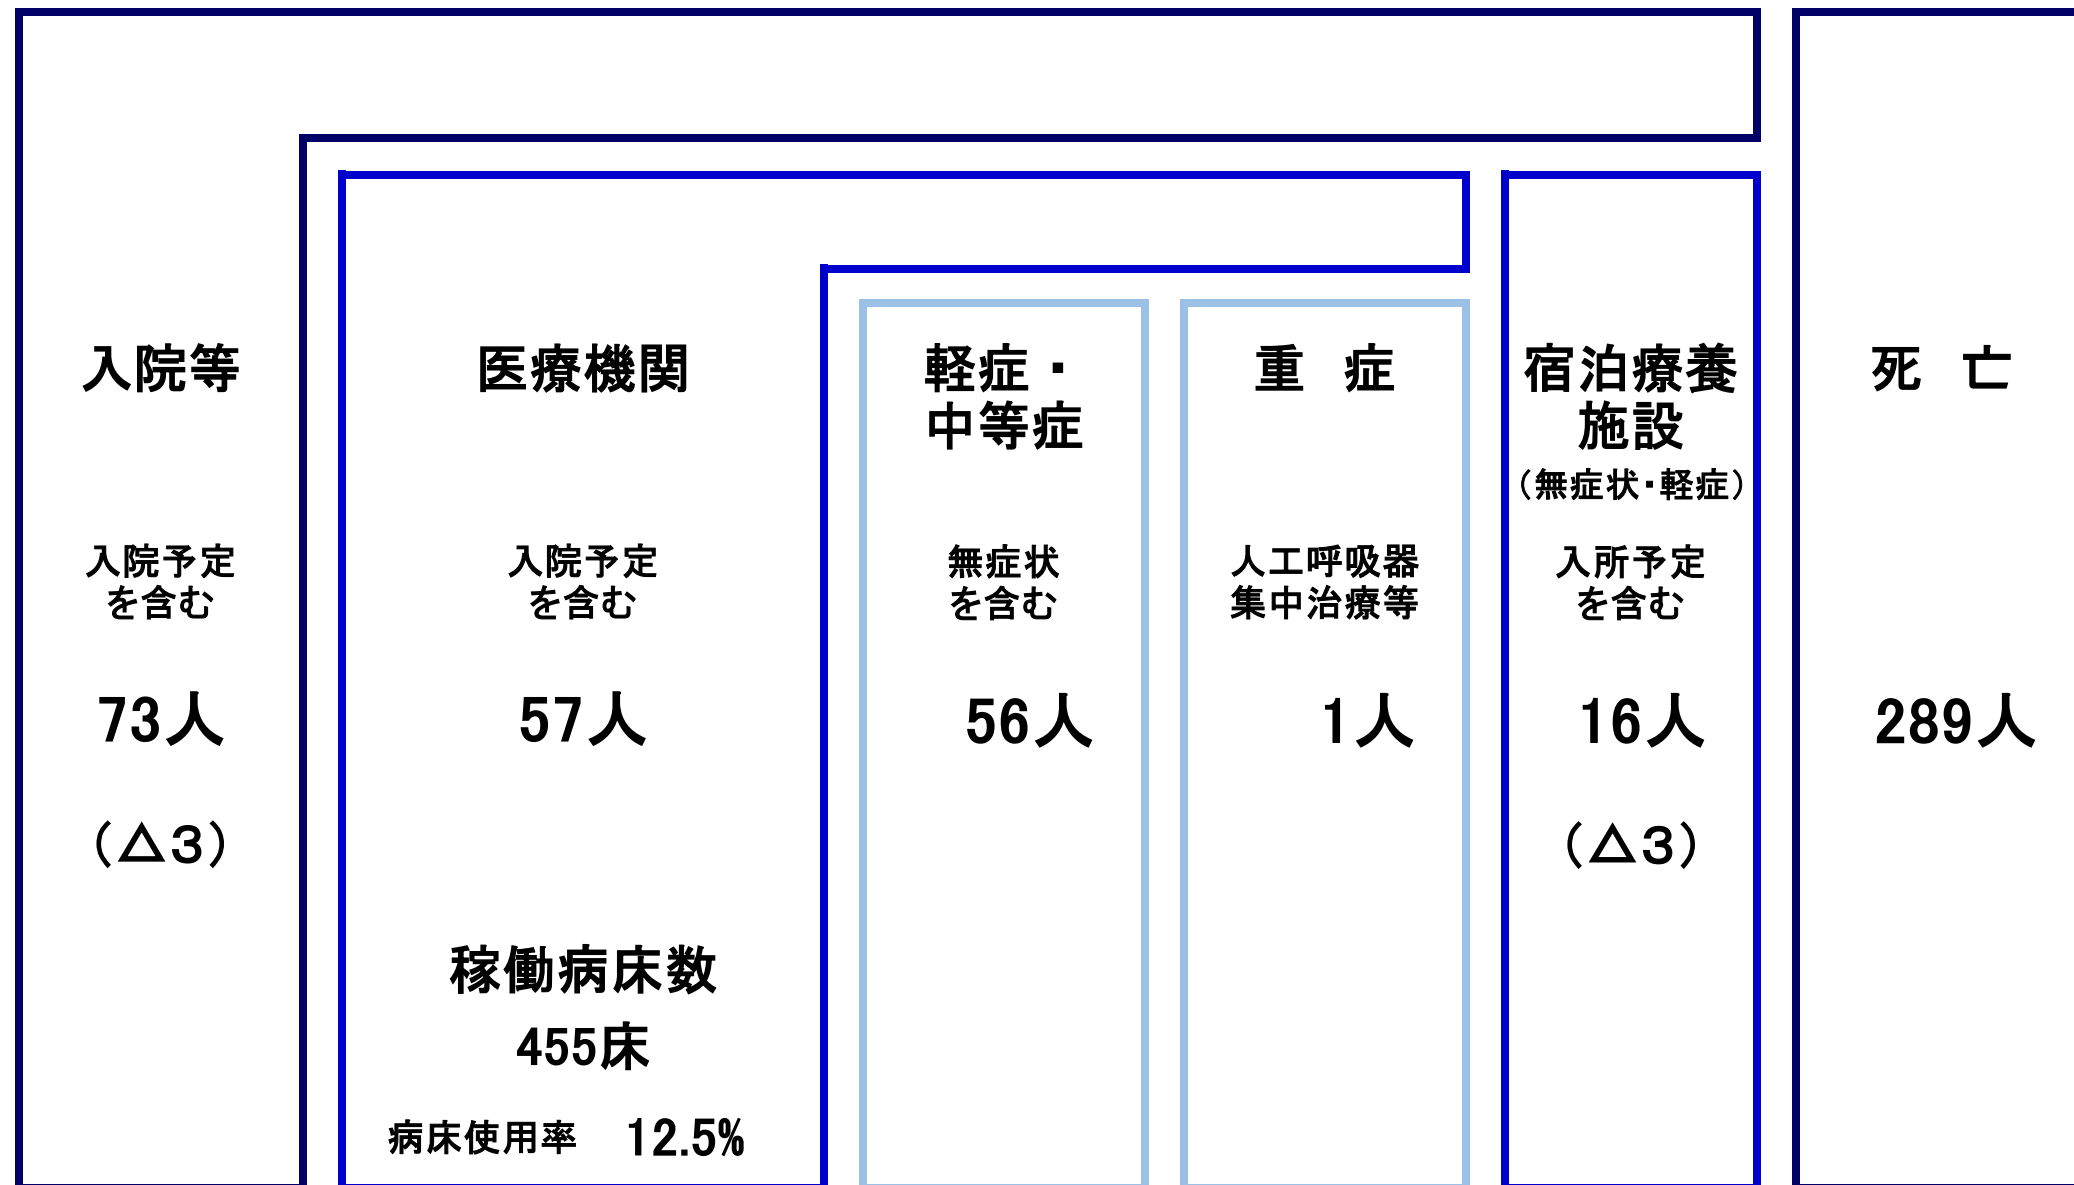 入院等
入院予定
を含む
73人
（△３）
医療機関
入院予定
を含む
57人
稼働病床数
455床
病床使用率　12.5%
軽症・
中等症
無症状
を含む
56人
重　症
人工呼吸器
集中治療等
1人
宿泊療養
施設
（無症状・軽症）
入所予定
を含む
16人
（△３）
死　亡
289人